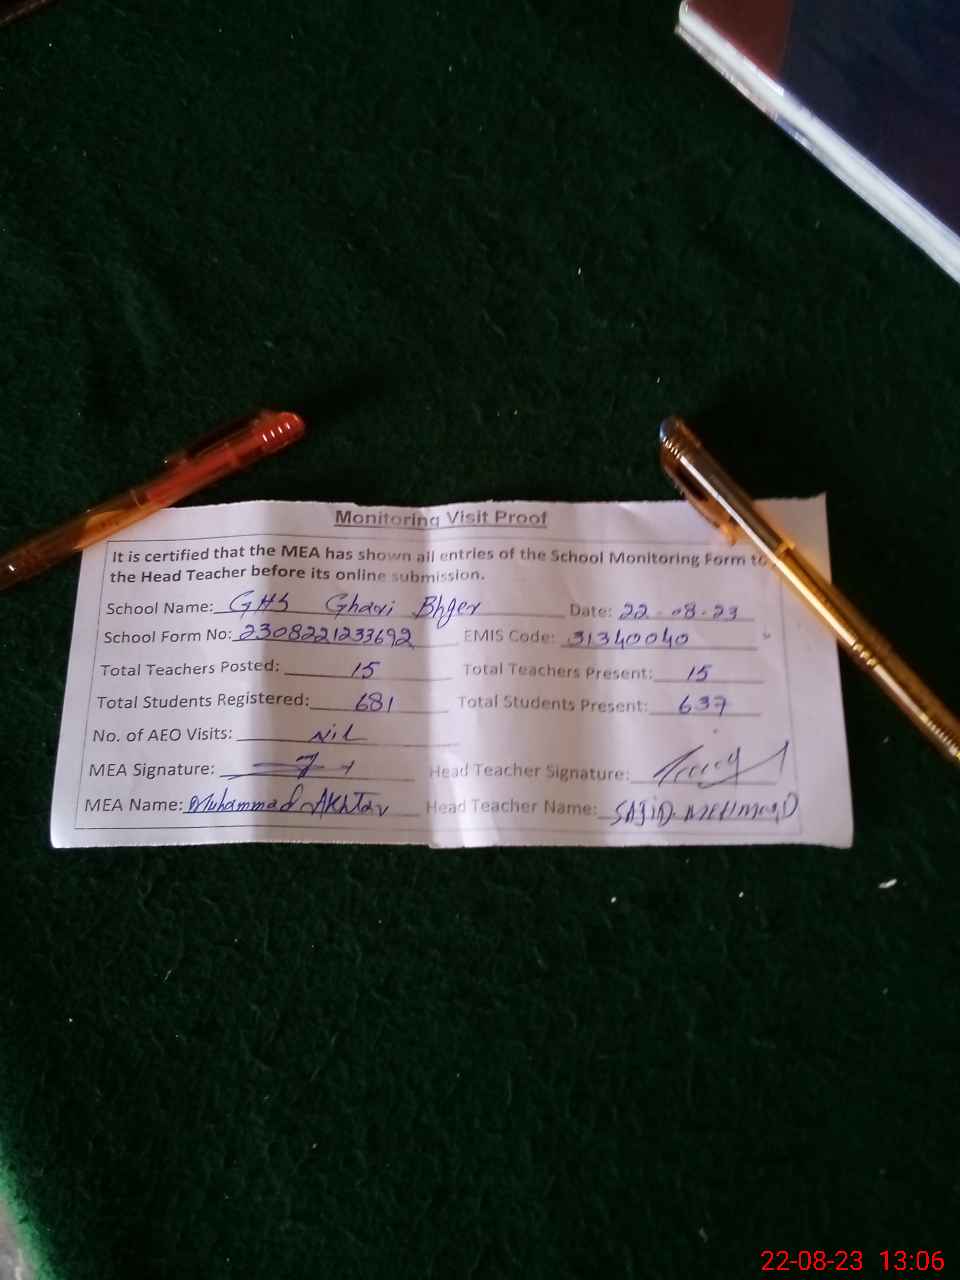 Monitoring Visit Proof
It is certified that the MEA has shown all entries of the School Monitoring Form to
the Head Teacher before its online submission.
School Name: GHS Ghazi Bhger Date: 22-08-23
School Form No: 2308221233692 EMIS Code: 31340040
Total Teachers Posted: 15 Total Teachers Present: 15
Total Students Registered: 681 Total Students Present: 637
No. of AEO Visits: Nil
MEA Signature: Head Teacher Signature:
MEA Name: Muhammad Akhtar Head Teacher Name: SAJID MEHMOOD
22-08-23 13:06